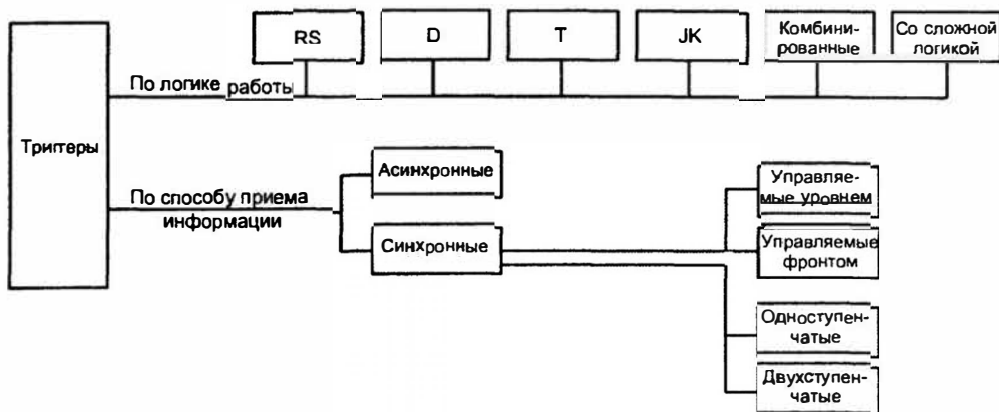 RS
D
T
JK
Комбини-
рованные
Со сложной
логикой
По логике работы
Триггеры
По способу приема
информации
Асинхронные
Синхронные
Управляе-
мые уровнем
Управляемые
фронтом
Одноступен-
чатые
Двухступен-
чатые